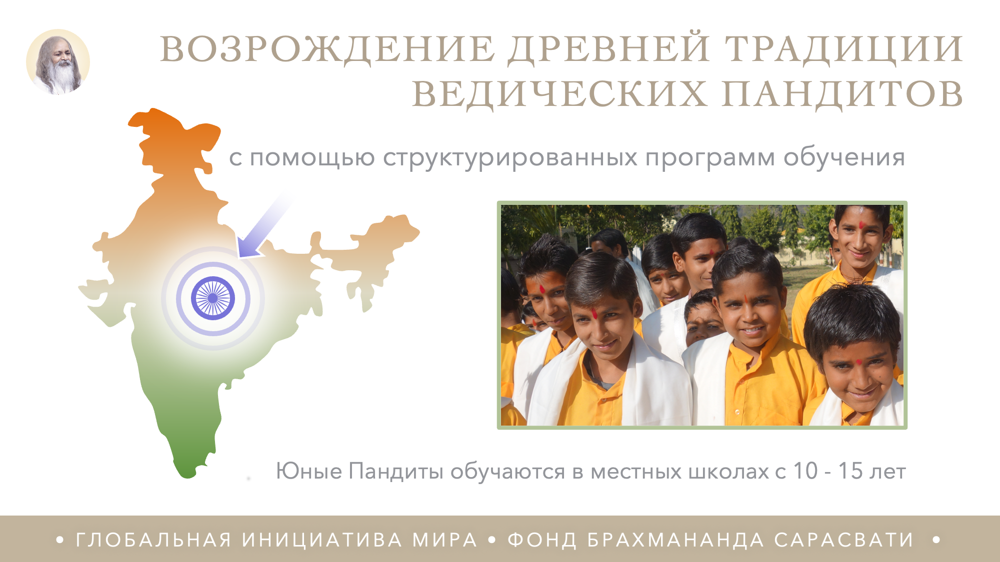 ВОЗРОЖДЕНИЕ ДРЕВНЕЙ ТРАДИЦИИ
ВЕДИЧЕСКИХ ПАНДИТОВ
с помощью структурированных программ обучения
Юные Пандиты обучаются в местных школах с 10 - 15 лет
• ГЛОБАЛЬНАЯ ИНИЦИАТИВА МИРА • ФОНД БРАХМАНАНДА САРАСВАТИ •